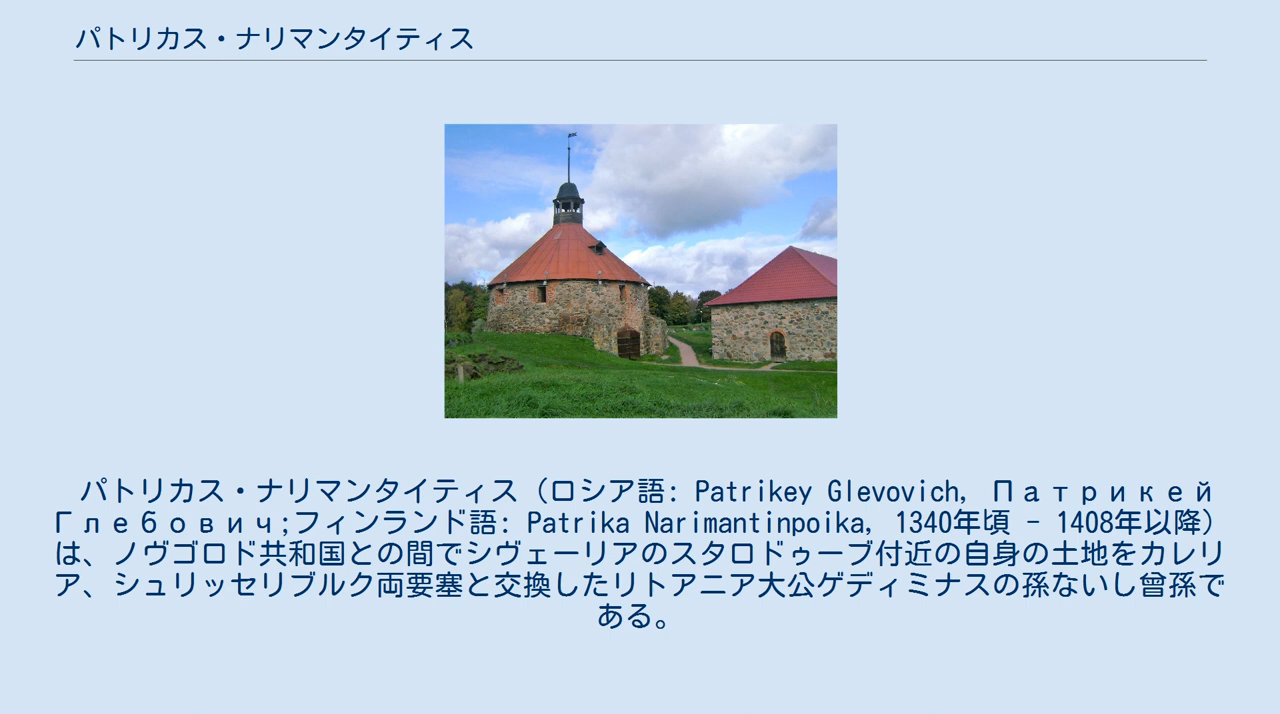 パトリカス・ナリマンタイティス
パトリカス・ナリマンタイティス（ロシア語: Patrikey Glevovich, Патрикей
Глебович;フィンランド語: Patrika Narimantinpoika, 1340年頃 - 1408年以降）
は、ノヴゴロド共和国との間でシヴェーリアのスタロドゥーブ付近の自身の土地をカレリ
ア、シュリッセリブルク両要塞と交換したリトアニア大公ゲディミナスの孫ないし曾孫で
ある。